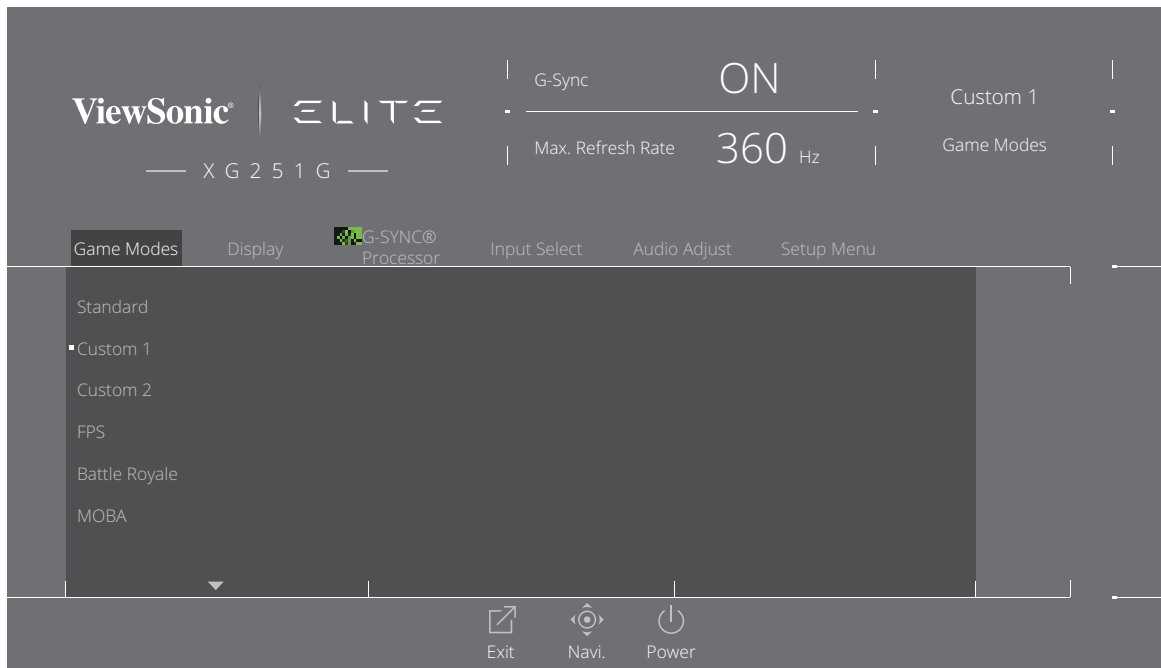 ViewSonic® ELITE
XG251G
G-Sync ON
Max. Refresh Rate 360 Hz
Custom 1
Game Modes
Game Modes Display G-SYNC® Processor Input Select Audio Adjust Setup Menu
Standard
Custom 1
Custom 2
FPS
Battle Royale
MOBA
Exit Navi. Power